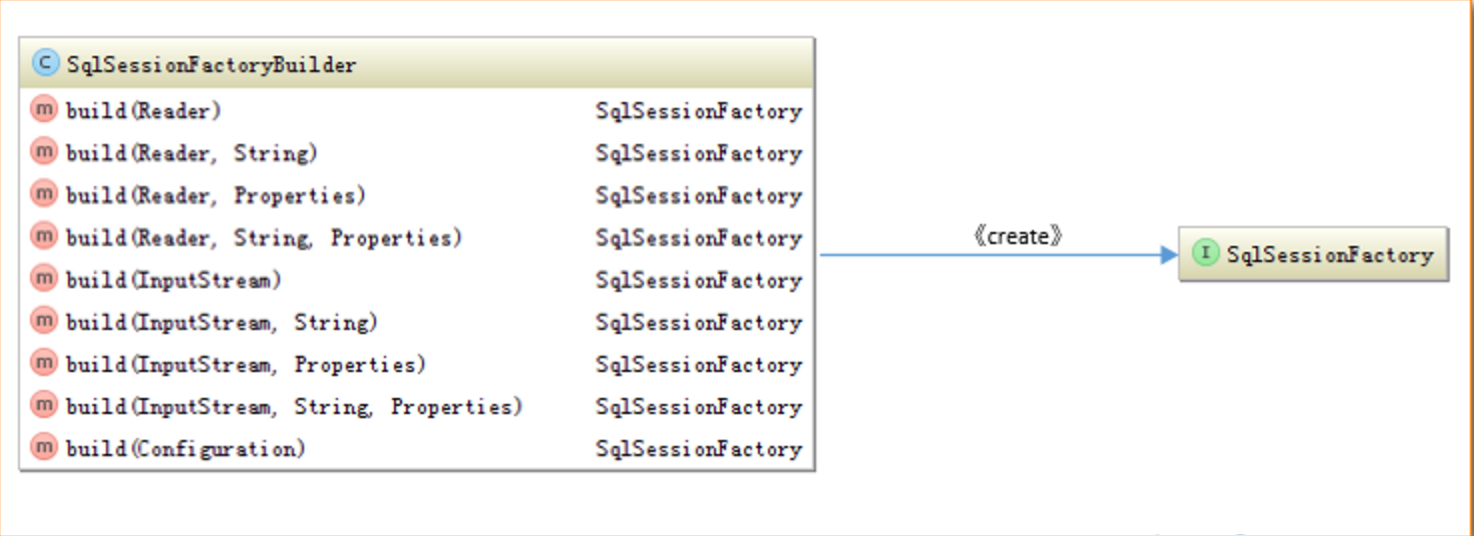 C SqlSessionFactoryBuilder
m build(Reader) SqlSessionFactory
m build(Reader, String) SqlSessionFactory
m build(Reader, Properties) SqlSessionFactory
m build(Reader, String, Properties) SqlSessionFactory
m build(InputStream) SqlSessionFactory
m build(InputStream, String) SqlSessionFactory
m build(InputStream, Properties) SqlSessionFactory
m build(InputStream, String, Properties) SqlSessionFactory
m build(Configuration) SqlSessionFactory
《create》
I SqlSessionFactory